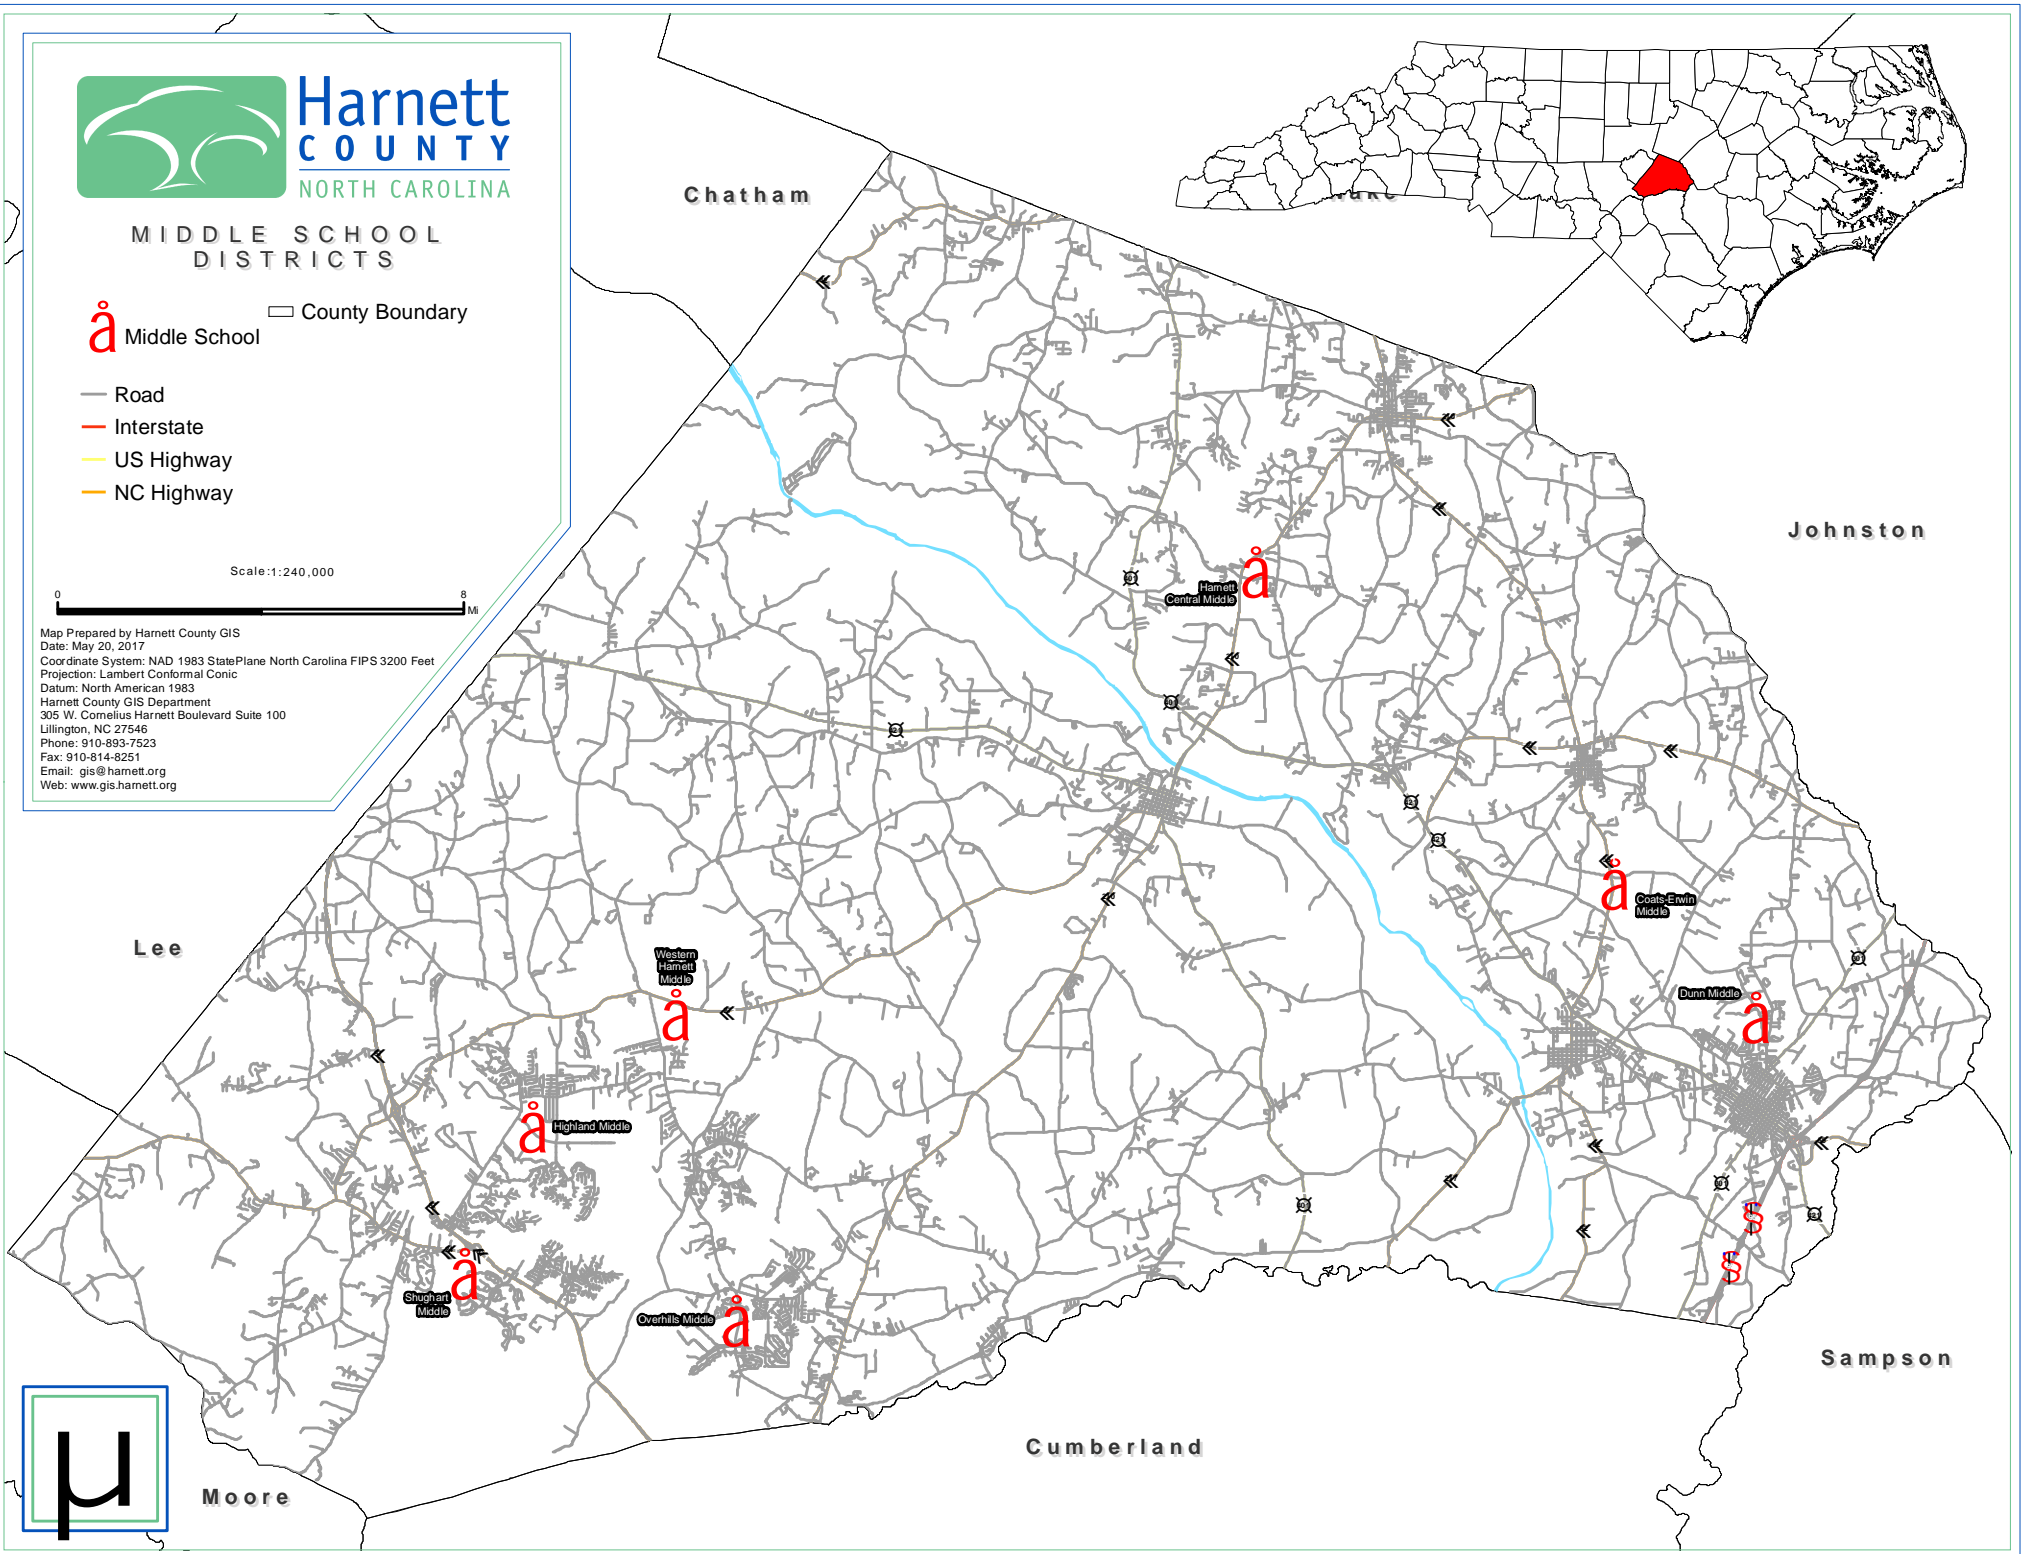 Harnett
COUNTY
NORTH CAROLINA
MIDDLE SCHOOL
DISTRICTS
å Middle School
County Boundary
Road
Interstate
US Highway
NC Highway
Scale:1:240,000
0 8
Mi
Map Prepared by Harnett County GIS
Date: May 20, 2017
Coordinate System: NAD 1983 StatePlane North Carolina FIPS 3200 Feet
Projection: Lambert Conformal Conic
Datum: North American 1983
Harnett County GIS Department
305 W. Cornelius Harnett Boulevard Suite 100
Lillington, NC 27546
Phone: 910-893-7523
Fax: 910-814-8251
Email: gis@harnett.org
Web: www.gis.harnett.org
Chatham
Johnston
Harnett
Central Middle
å
å
Coats-Erwin
Middle
Lee
Western
Harnett
Middle
å
Dunn Middle
å
å
Highland Middle
å
Shughart
Middle
Overhills Middle
å
§
§
Sampson
Cumberland
Moore
µ